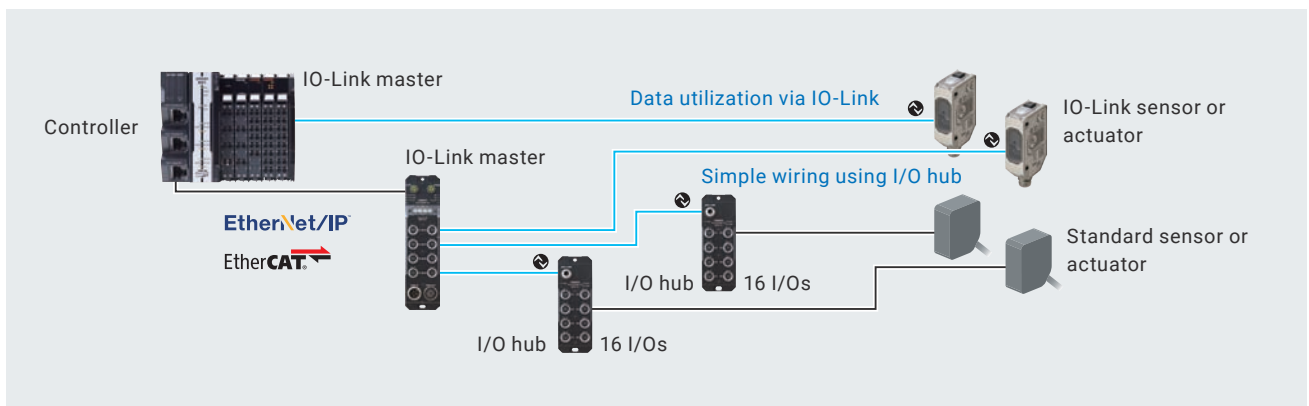 IO-Link master
Data utilization via IO-Link
IO-Link sensor or
actuator
Controller
IO-Link master
Simple wiring using I/O hub
EtherNet/IP
EtherCAT®
Standard sensor or
actuator
I/O hub
16 I/Os
I/O hub
16 I/Os